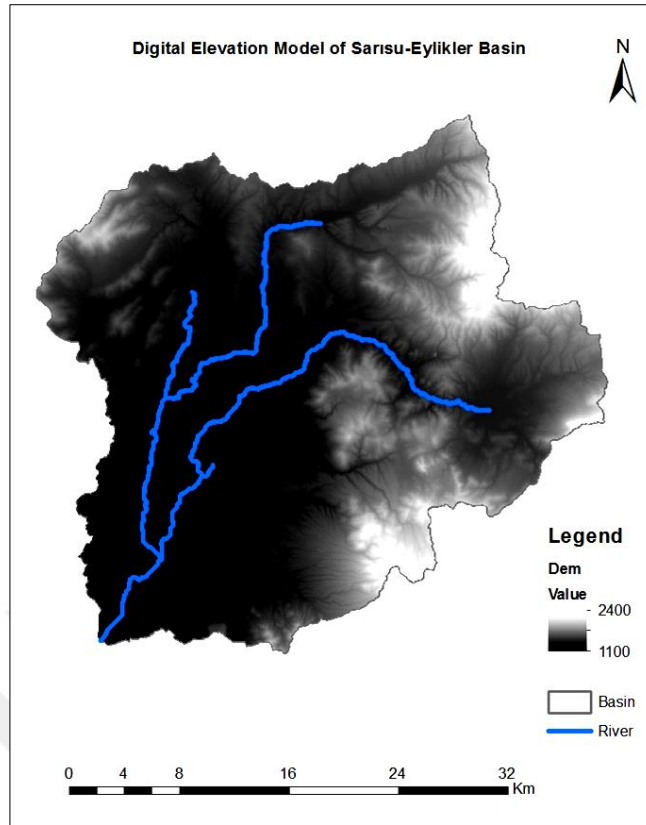 Digital Elevation Model of Sarısu-Eylikler Basin
N
Legend
Dem
Value
2400
1100
Basin
River
0 4 8 16 24 32
Km